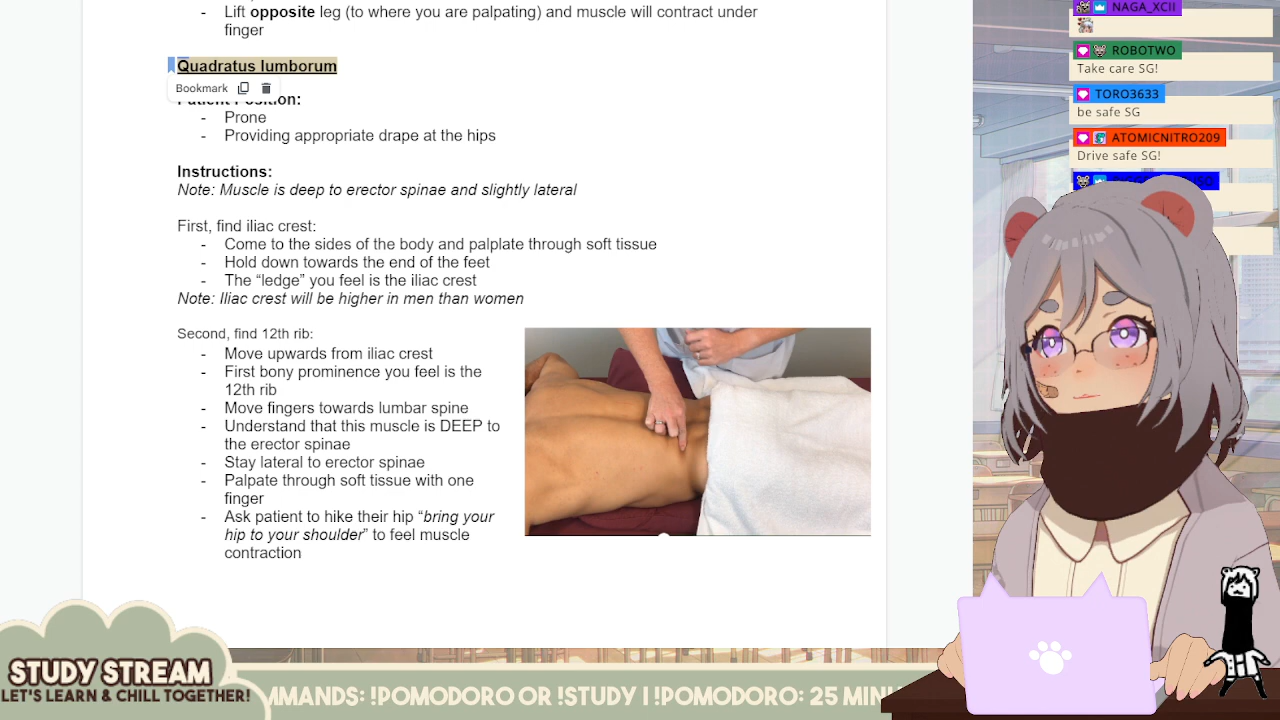 - Lift opposite leg (to where you are palpating) and muscle will contract under
finger
Quadratus lumborum
Bookmark
Patient Position:
- Prone
- Providing appropriate drape at the hips
Instructions:
Note: Muscle is deep to erector spinae and slightly lateral
First, find iliac crest:
- Come to the sides of the body and palplate through soft tissue
- Hold down towards the end of the feet
- The “ledge” you feel is the iliac crest
Note: Iliac crest will be higher in men than women
Second, find 12th rib:
- Move upwards from iliac crest
- First bony prominence you feel is the
12th rib
- Move fingers towards lumbar spine
- Understand that this muscle is DEEP to
the erector spinae
- Stay lateral to erector spinae
- Palpate through soft tissue with one
finger
- Ask patient to hike their hip “bring your
hip to your shoulder” to feel muscle
contraction
NAGA_XCII
ROBOTWO
Take care SG!
TORO3633
be safe SG
ATOMICNITRO209
Drive safe SG!
STUDY STREAM
LET'S LEARN & CHILL TOGETHER!
MMANDS: !POMODORO OR !STUDY | !POMODORO: 25 MIN